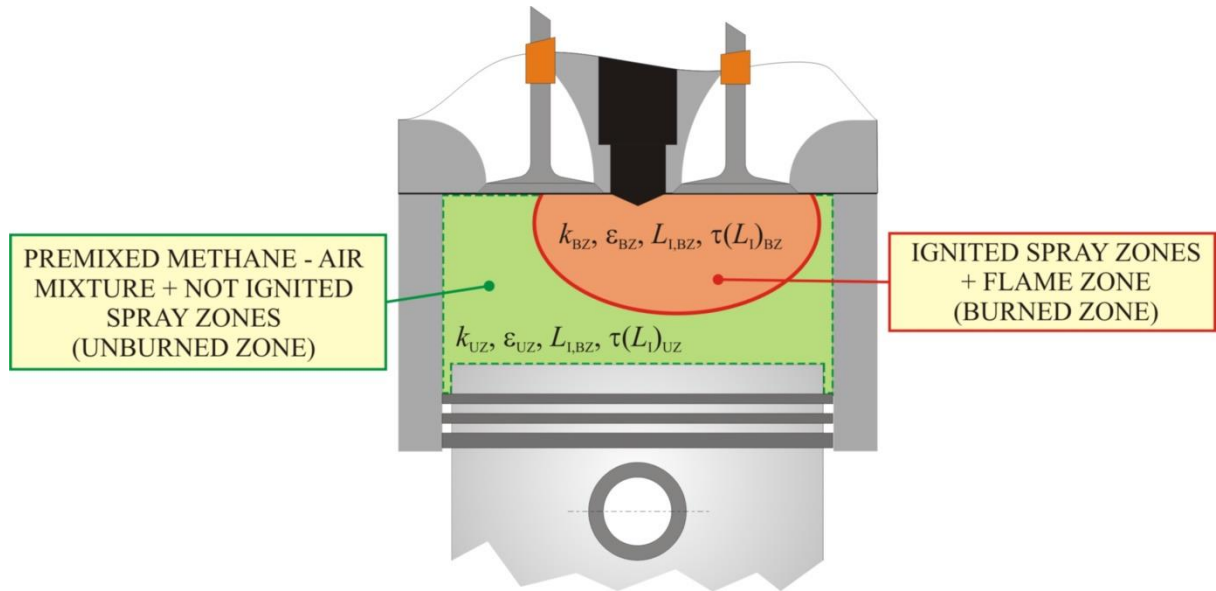 PREMIXED METHANE - AIR
MIXTURE + NOT IGNITED
SPRAY ZONES
(UNBURNED ZONE)
k_BZ, ε_BZ, L_I,BZ, τ(L_I)_BZ
k_UZ, ε_UZ, L_I,BZ, τ(L_I)_UZ
IGNITED SPRAY ZONES
+ FLAME ZONE
(BURNED ZONE)